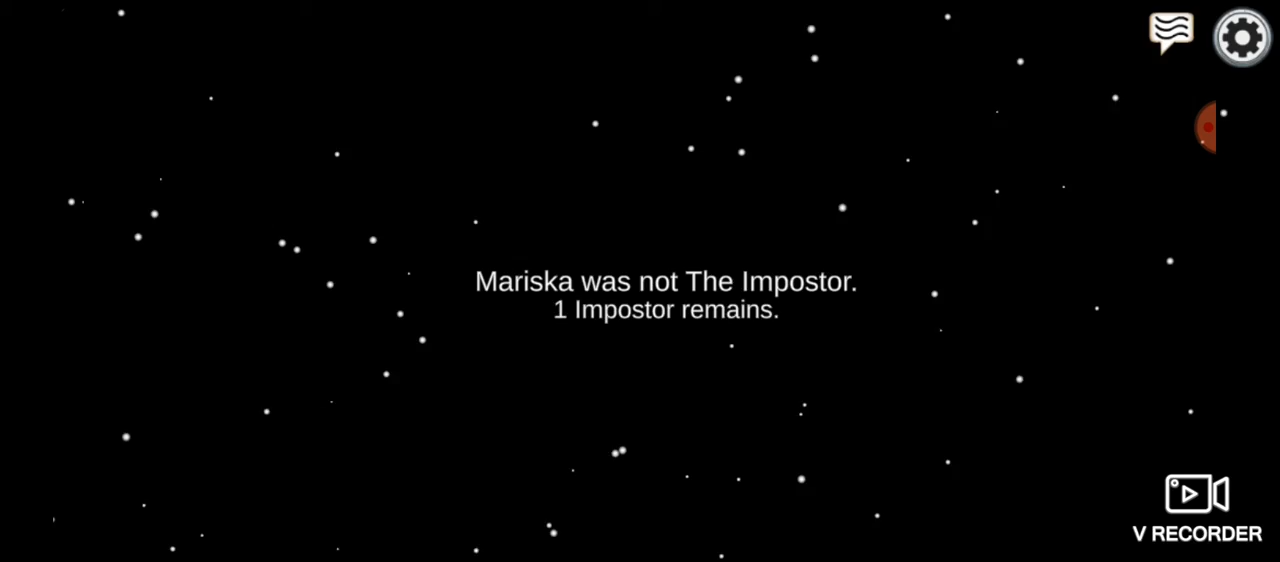 Mariska was not The Impostor.
1 Impostor remains.
V RECORDER